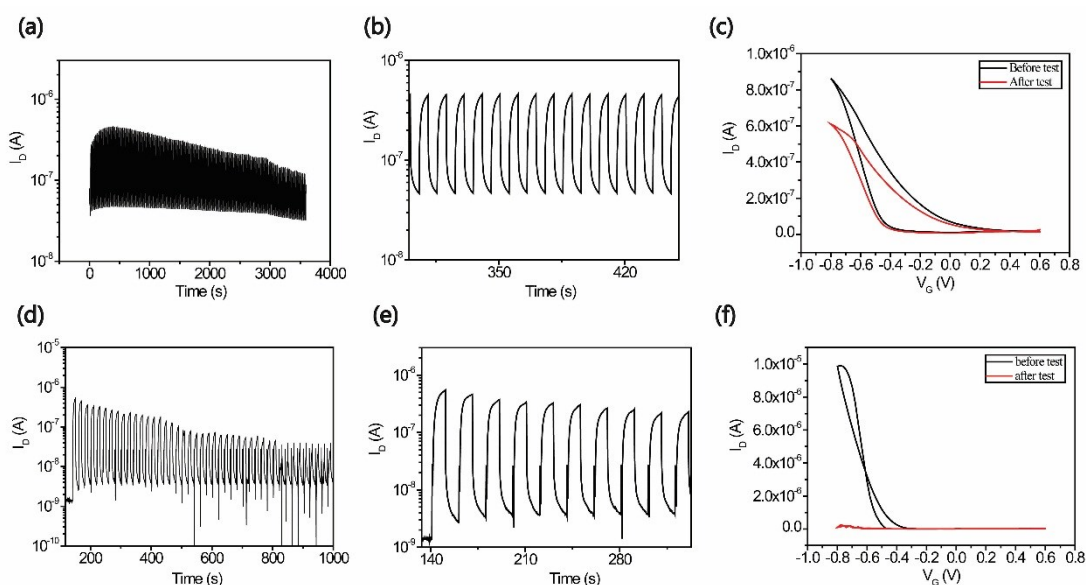 (a)
10⁻⁶
10⁻⁷
10⁻⁸
I_D (A)
0
1000
2000
3000
4000
Time (s)
(b)
10⁻⁶
10⁻⁷
10⁻⁸
I_D (A)
350
420
Time (s)
(c)
1.0x10⁻⁶
8.0x10⁻⁷
6.0x10⁻⁷
4.0x10⁻⁷
2.0x10⁻⁷
0.0
I_D (A)
Before test
After test
-1.0
-0.8
-0.6
-0.4
-0.2
0.0
0.2
0.4
0.6
0.8
V_G (V)
(d)
10⁻⁵
10⁻⁶
10⁻⁷
10⁻⁸
10⁻⁹
10⁻¹⁰
I_D (A)
200
400
600
800
1000
Time (s)
(e)
10⁻⁵
10⁻⁶
10⁻⁷
10⁻⁸
10⁻⁹
I_D (A)
140
210
280
Time (s)
(f)
1.0x10⁻⁵
8.0x10⁻⁶
6.0x10⁻⁶
4.0x10⁻⁶
2.0x10⁻⁶
0.0
I_D (A)
before test
after test
-1.0
-0.8
-0.6
-0.4
-0.2
0.0
0.2
0.4
0.6
0.8
V_G (V)